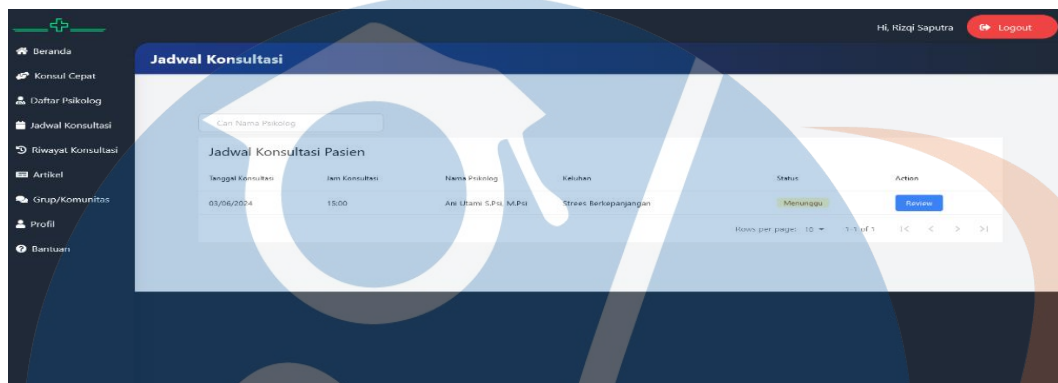 Hi, Rizqi Saputra
Logout
Beranda
Konsul Cepat
Daftar Psikolog
Jadwal Konsultasi
Riwayat Konsultasi
Artikel
Grup/Komunitas
Profil
Bantuan
Jadwal Konsultasi
Cari Nama Psikolog
Jadwal Konsultasi Pasien
Tanggal Konsultasi Jam Konsultasi Nama Psikolog Keluhan Status Action
03/06/2024 15:00 Ani Utami S.Psi, M.Psi Strees Berkepanjangan Menunggu Review
Rows per page: 10 1-1 of 1